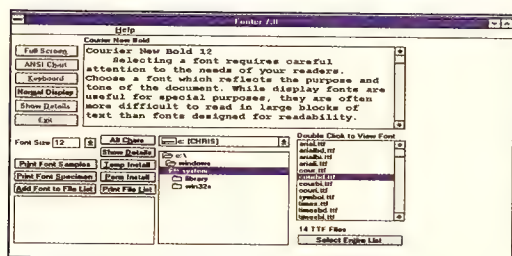 Fonter 7.0
Help
Courier New Bold
Full Screen
ANSI Chart
Keyboard
Normal Display
Show Details
Exit
Courier New Bold 12
Selecting a font requires careful
attention to the needs of your readers.
Choose a font which reflects the purpose and
tone of the document. While display fonts are
useful for special purposes, they are often
more difficult to read in large blocks of
text than fonts designed for readability.
Font Size 12
All Chars
Show Details
Print Font Samples
Temp Install
Print Font Specimen
Perm Install
Add Font to File List
Print File List
c: [CHRIS]
c:\
windows
system
library
win32s
Double Click to View Font
arial.ttf
arialbd.ttf
arialbi.ttf
ariali.ttf
cour.ttf
courbd.ttf
courbi.ttf
couri.ttf
symbol.ttf
times.ttf
timesbd.ttf
timesbi.ttf
14 TTF Files
Select Entire List